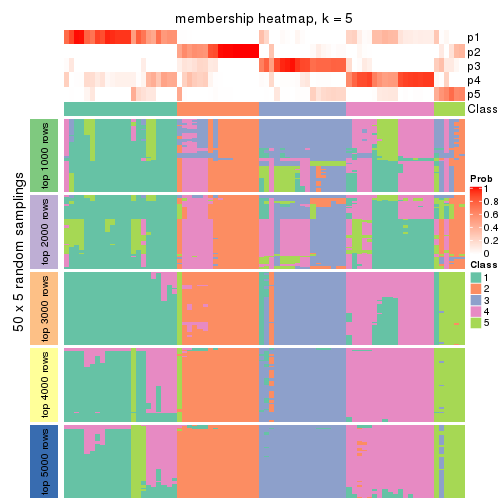 membership heatmap, k = 5
p1
p2
p3
p4
p5
Class
50 x 5 random samplings
top 1000 rows
top 2000 rows
top 3000 rows
top 4000 rows
top 5000 rows
Prob
1
0.8
0.6
0.4
0.2
0
Class
1
2
3
4
5